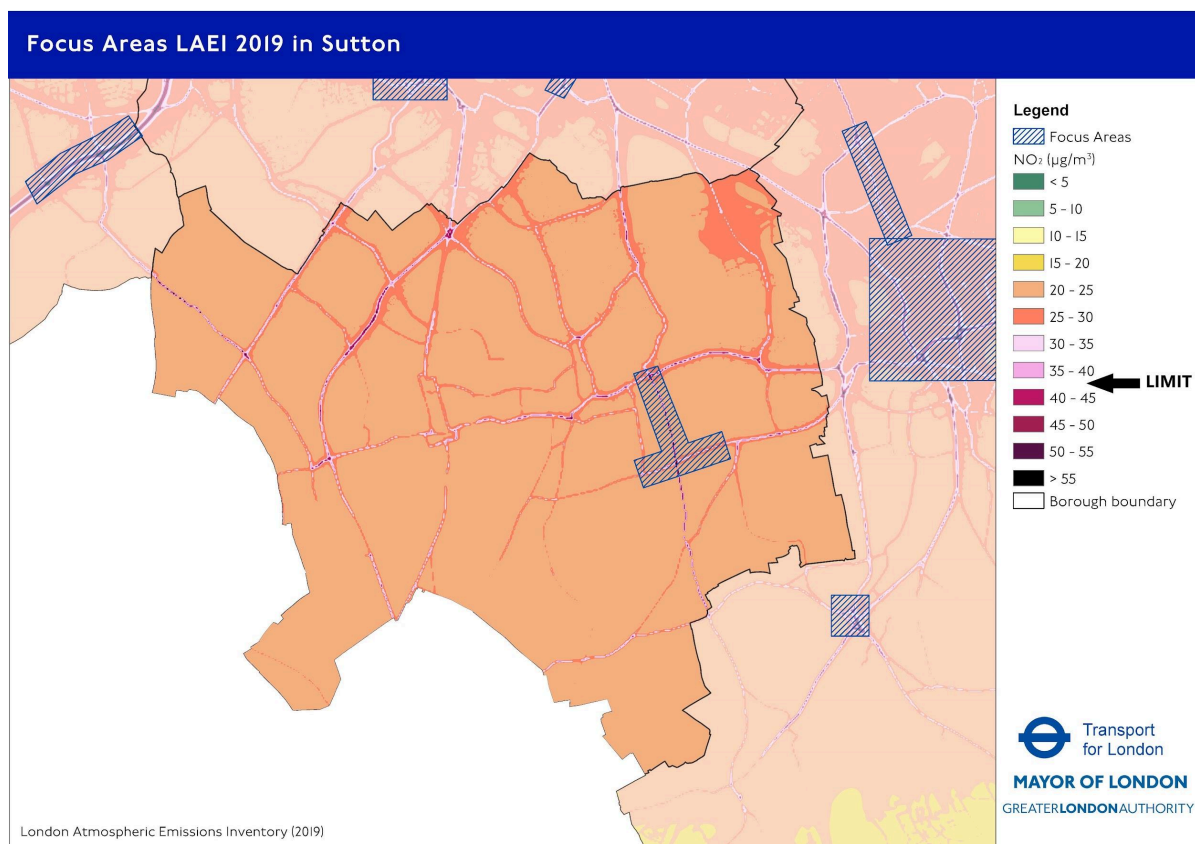 Focus Areas LAEI 2019 in Sutton
Legend
Focus Areas
NO₂ (µg/m³)
< 5
5 - 10
10 - 15
15 - 20
20 - 25
25 - 30
30 - 35
35 - 40
LIMIT
40 - 45
45 - 50
50 - 55
> 55
Borough boundary
Transport
for London
MAYOR OF LONDON
GREATERLONDONAUTHORITY
London Atmospheric Emissions Inventory (2019)